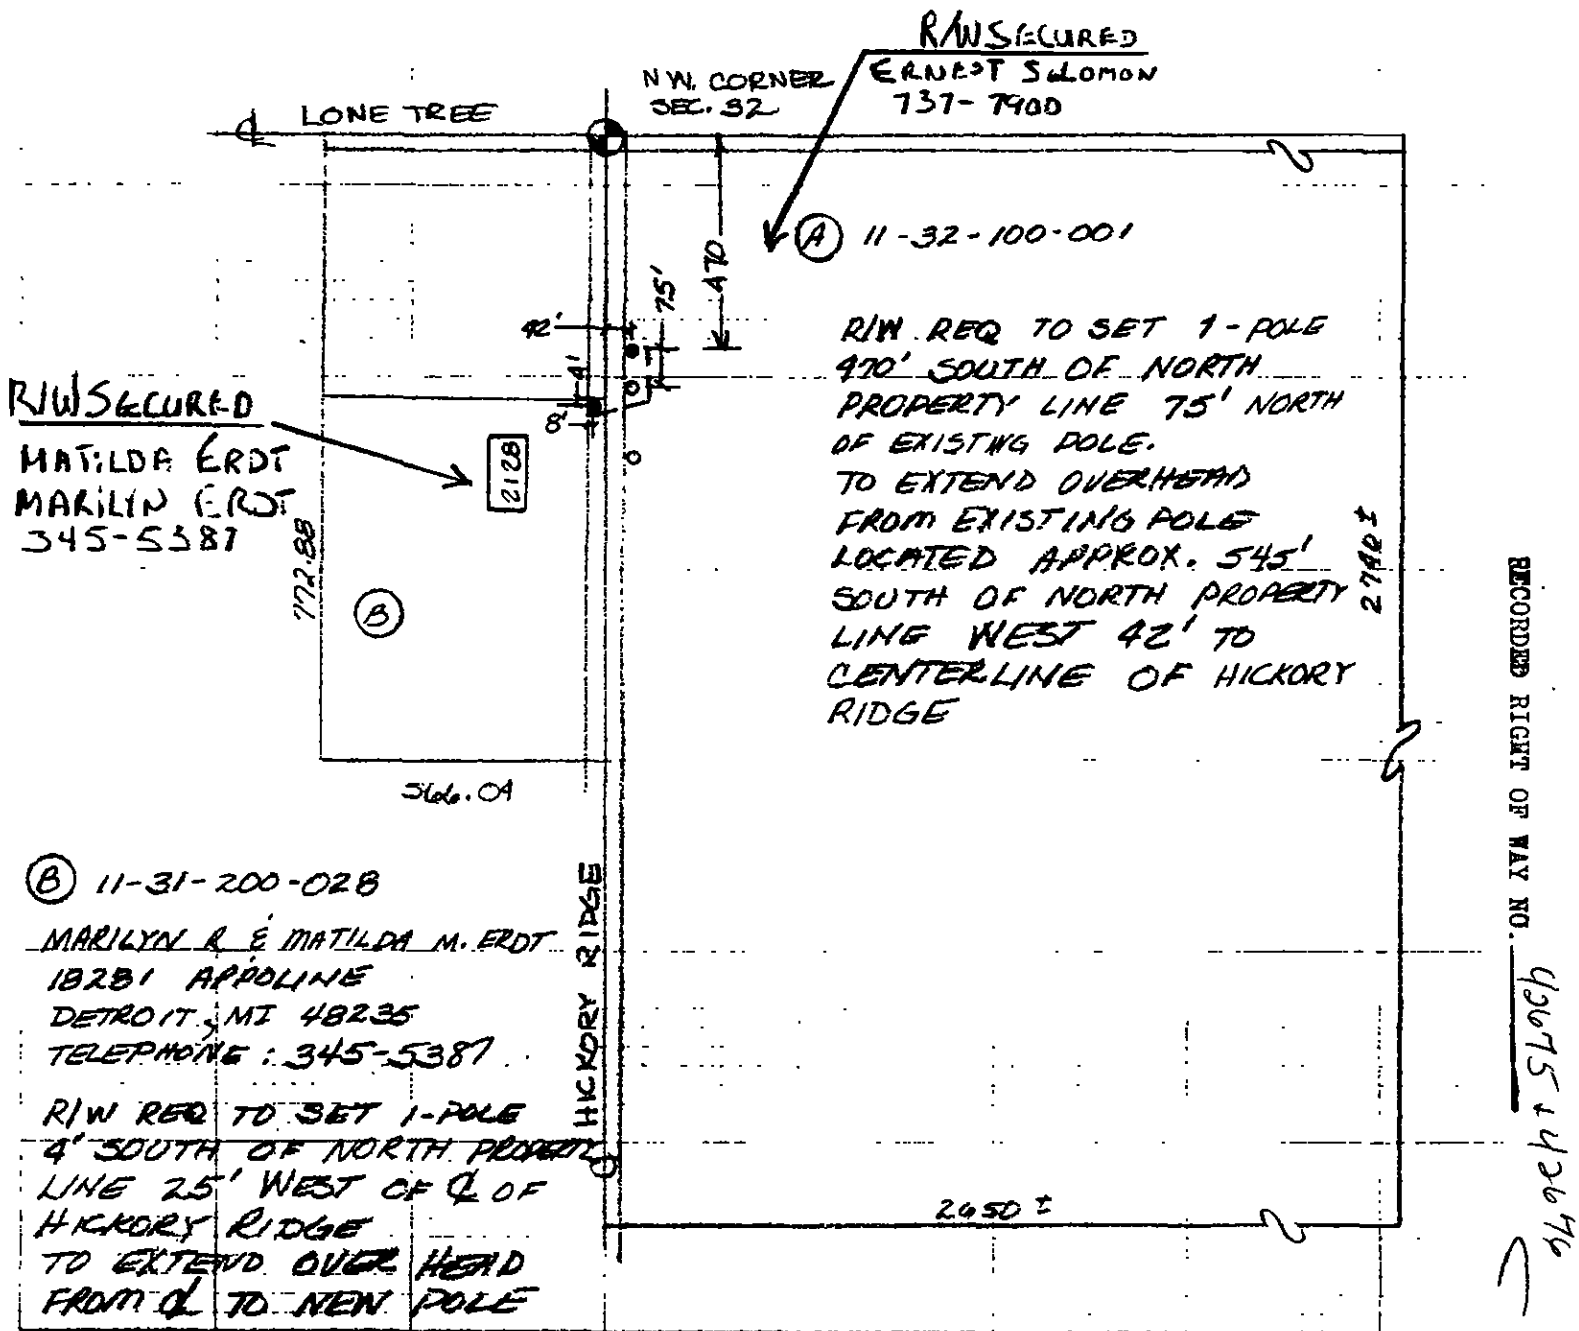 R/W SECURED
ERNEST SOLOMON
737-7900
N W. CORNER
SEC. 32
℄ LONE TREE
Ⓐ 11-32-100-001
470
75'
42'
4'
8'
R/W REQ TO SET 1-POLE
470' SOUTH OF NORTH
PROPERTY LINE 75' NORTH
OF EXISTING POLE.
TO EXTEND OVERHEAD
FROM EXISTING POLE
LOCATED APPROX. 545'
SOUTH OF NORTH PROPERTY
LINE WEST 42' TO
CENTERLINE OF HICKORY
RIDGE
R/W SECURED
MATILDA ERDT
MARILYN ERDT
345-5387
2128
772.88
Ⓑ
566.04
2740 ±
2650 ±
HICKORY RIDGE
Ⓑ 11-31-200-028
MARILYN R & MATILDA M. ERDT
18281 APPOLINE
DETROIT, MI 48235
TELEPHONE: 345-5387
R/W REQ TO SET 1-POLE
4' SOUTH OF NORTH PROPERTY
LINE 25' WEST OF ℄ OF
HICKORY RIDGE
TO EXTEND OVER HEAD
FROM ℄ TO NEW POLE
RECORDED RIGHT OF WAY NO. 42675 + 42676